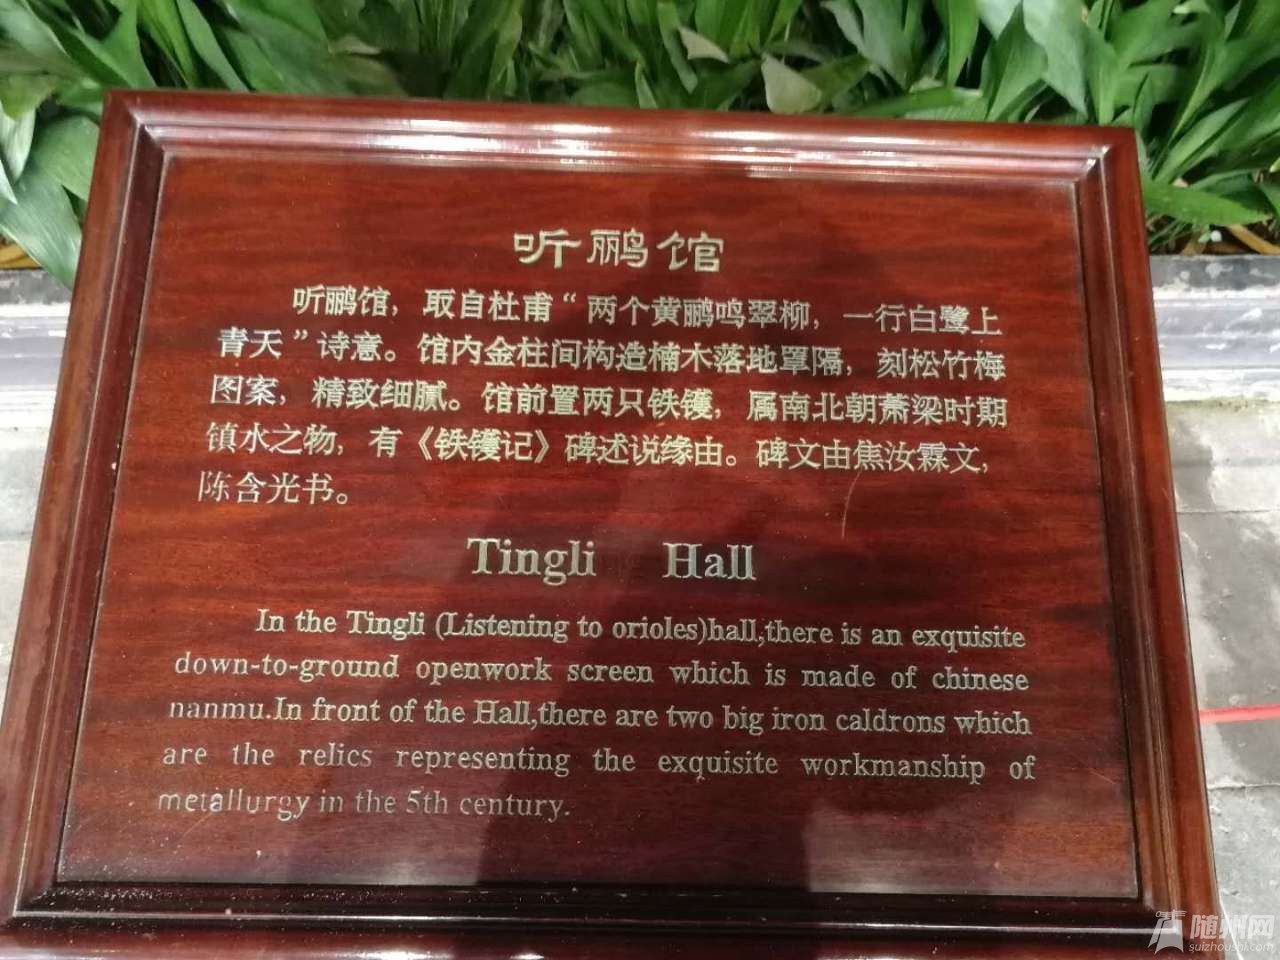 听鹂馆
听鹂馆，取自杜甫“两个黄鹂鸣翠柳，一行白鹭上
青天”诗意。馆内金柱间构造楠木落地罩隔，刻松竹梅
图案，精致细腻。馆前置两只铁镬，属南北朝萧梁时期
镇水之物，有《铁镬记》碑述说缘由。碑文由焦汝霖文，
陈含光书。
Tingli Hall
In the Tingli (Listening to orioles)hall,there is an exquisite
down-to-ground openwork screen which is made of chinese
nanmu.In front of the Hall,there are two big iron caldrons which
are the relics representing the exquisite workmanship of
metallurgy in the 5th century.
随州网
suizhoushi.com